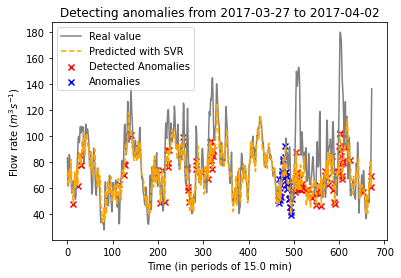 Detecting anomalies from 2017-03-27 to 2017-04-02
Real value
Predicted with SVR
Detected Anomalies
Anomalies
180
160
140
120
100
80
60
40
Flow rate (m³s¹)
0
100
200
300
400
500
600
700
Time (in periods of 15.0 min)